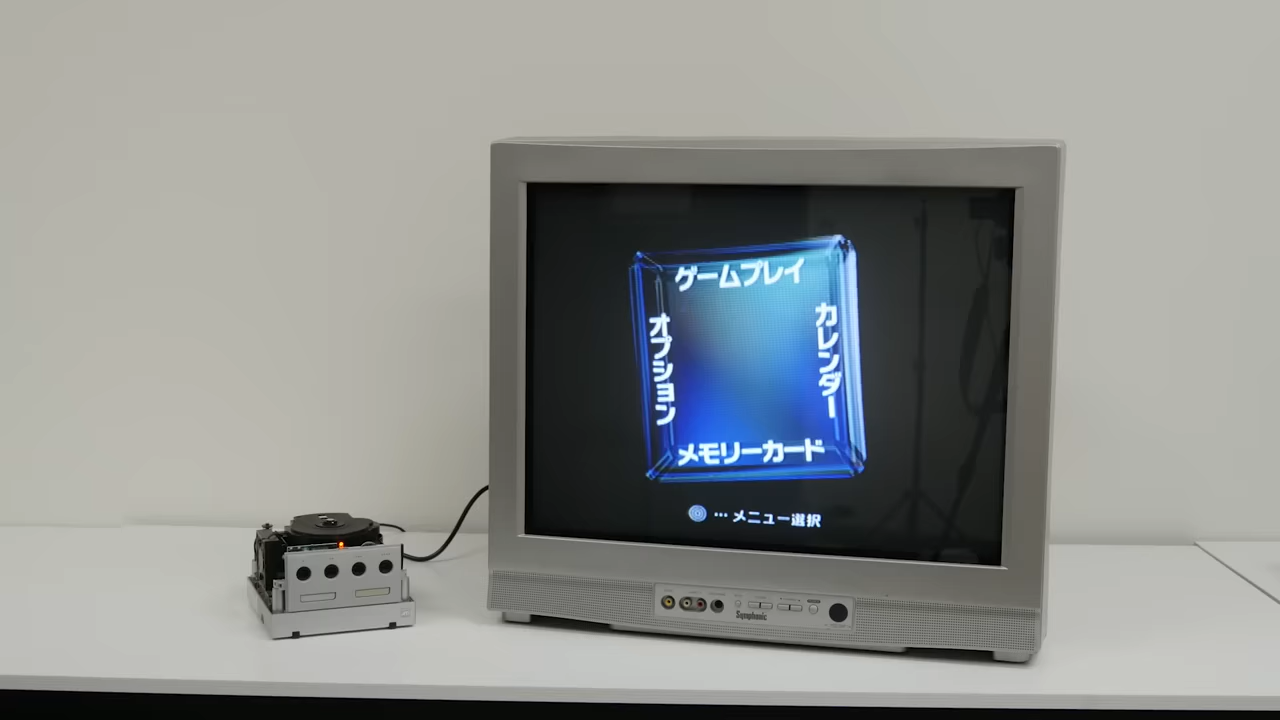 ゲームプレイ
オプション
カレンダー
メモリーカード
… メニュー選択
Symphonic